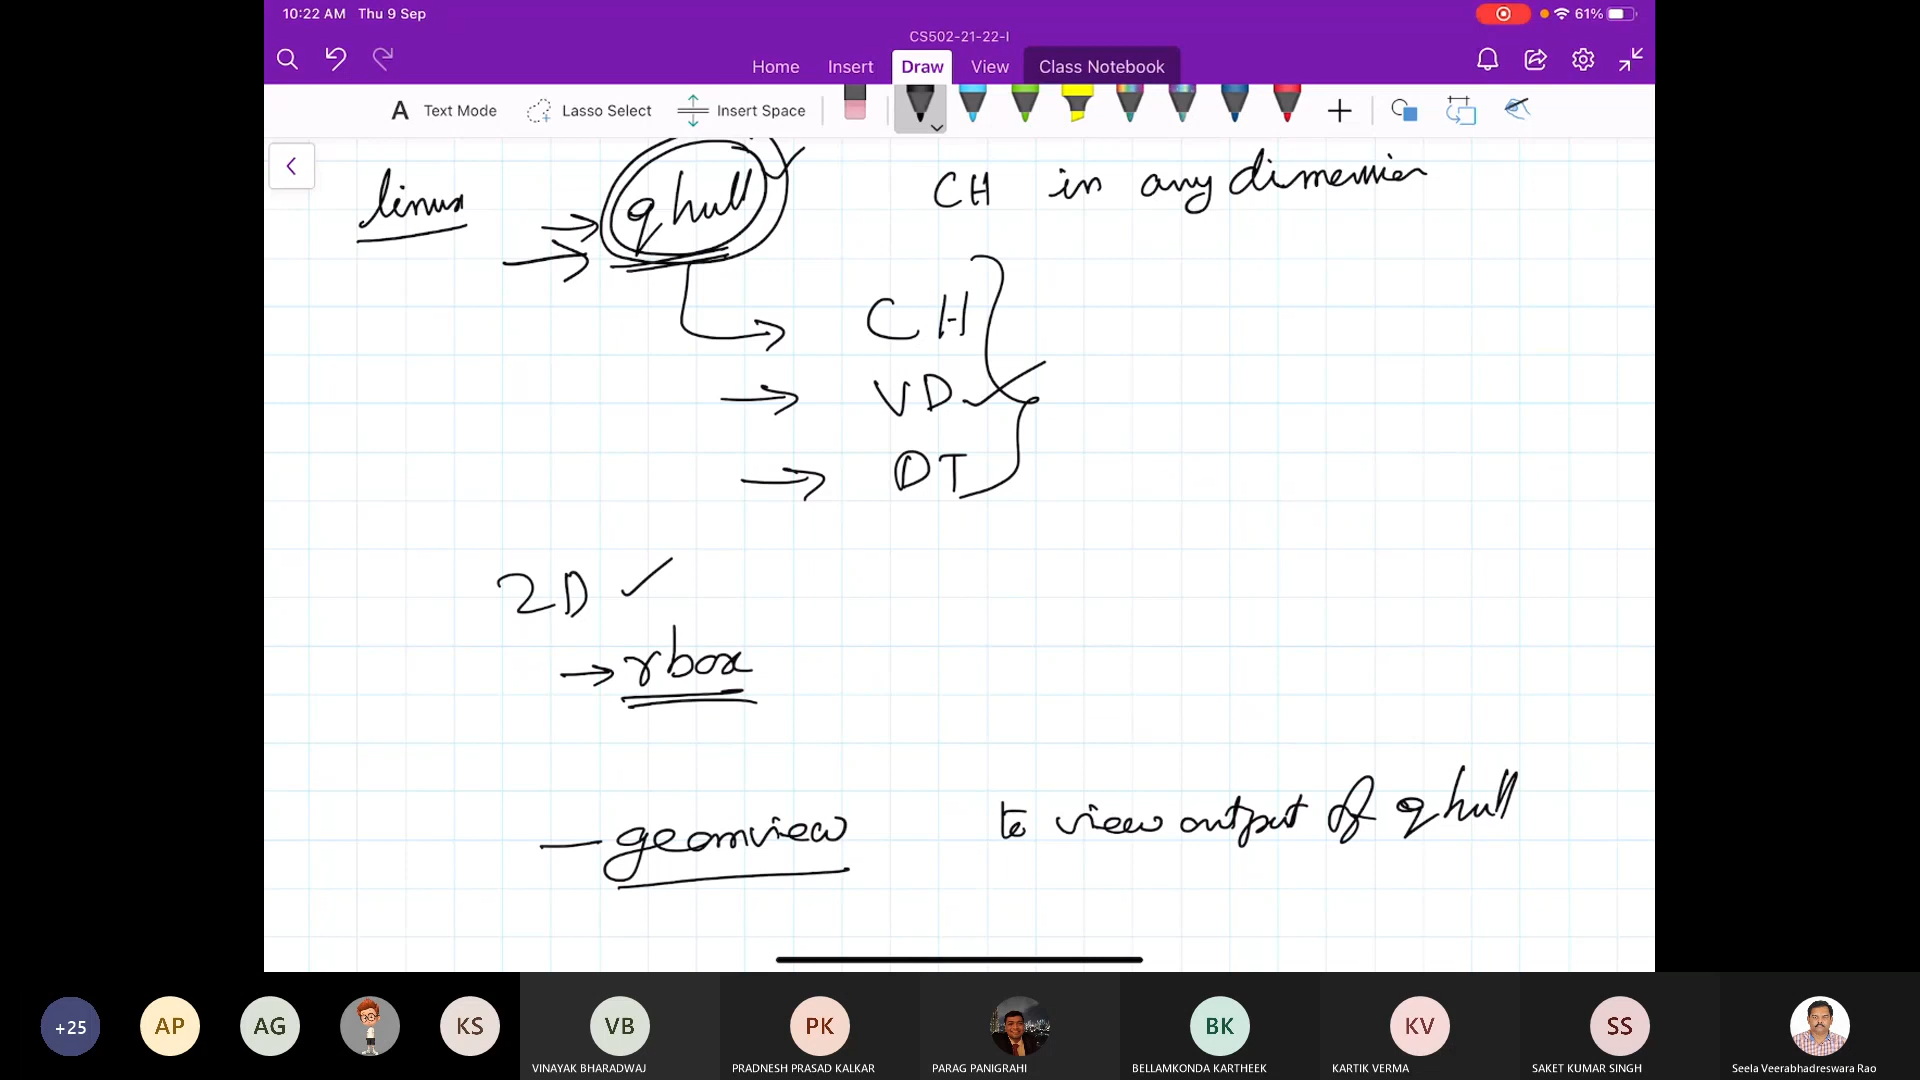 10:22 AM Thu 9 Sep
61%
CS502-21-22-I
Home Insert Draw View Class Notebook
Text Mode Lasso Select Insert Space
linux qhull CH in any dimension
CH
VD
DT
2D
rbox
geomview to view output of qhull
+25 AP AG KS VB PK BK KV SS
VINAYAK BHARADWAJ PRADNESH PRASAD KALKAR PARAG PANIGRAHI BELLAMKONDA KARTHEEK KARTIK VERMA SAKET KUMAR SINGH Seela Veerabhadreswara Rao